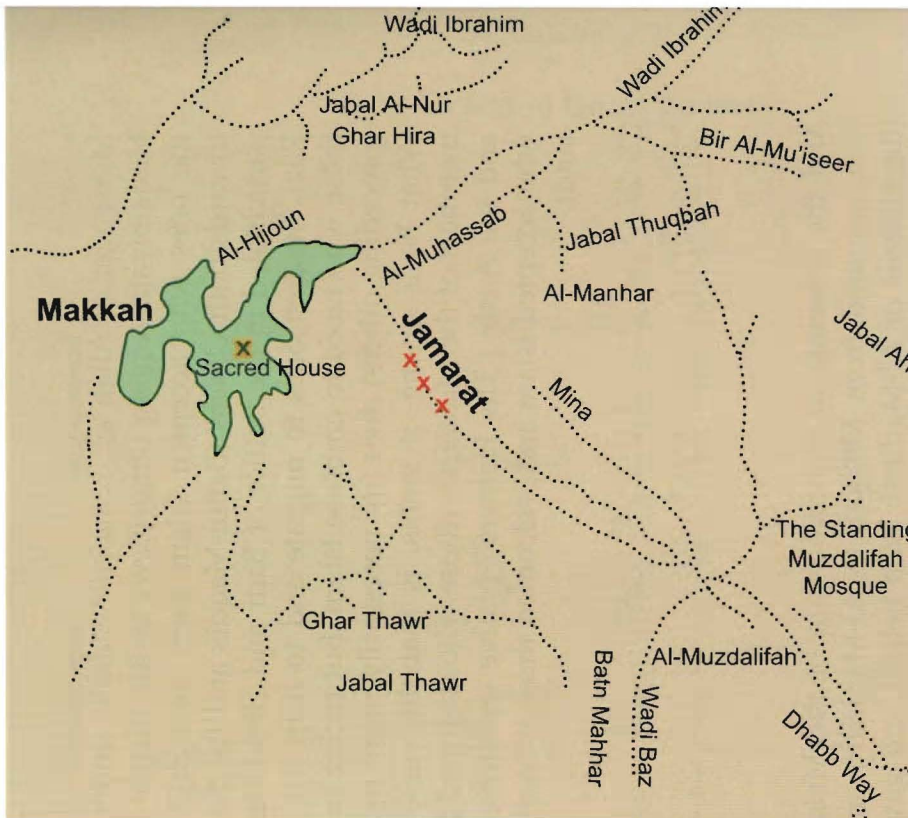 Wadi Ibrahim
Wadi Ibrahim
Jabal Al-Nur
Ghar Hira
Bir Al-Mu'iseer
Al-Hijoun
Al-Muhassab
Jabal Thuqbah
Al-Manhar
Makkah
Jamarat
Jabal Ah
Sacred House
Mina
The Standing
Muzdalifah
Mosque
Ghar Thawr
Al-Muzdalifah
Jabal Thawr
Batn Mahhar
Wadi Baz
Dhabb Way